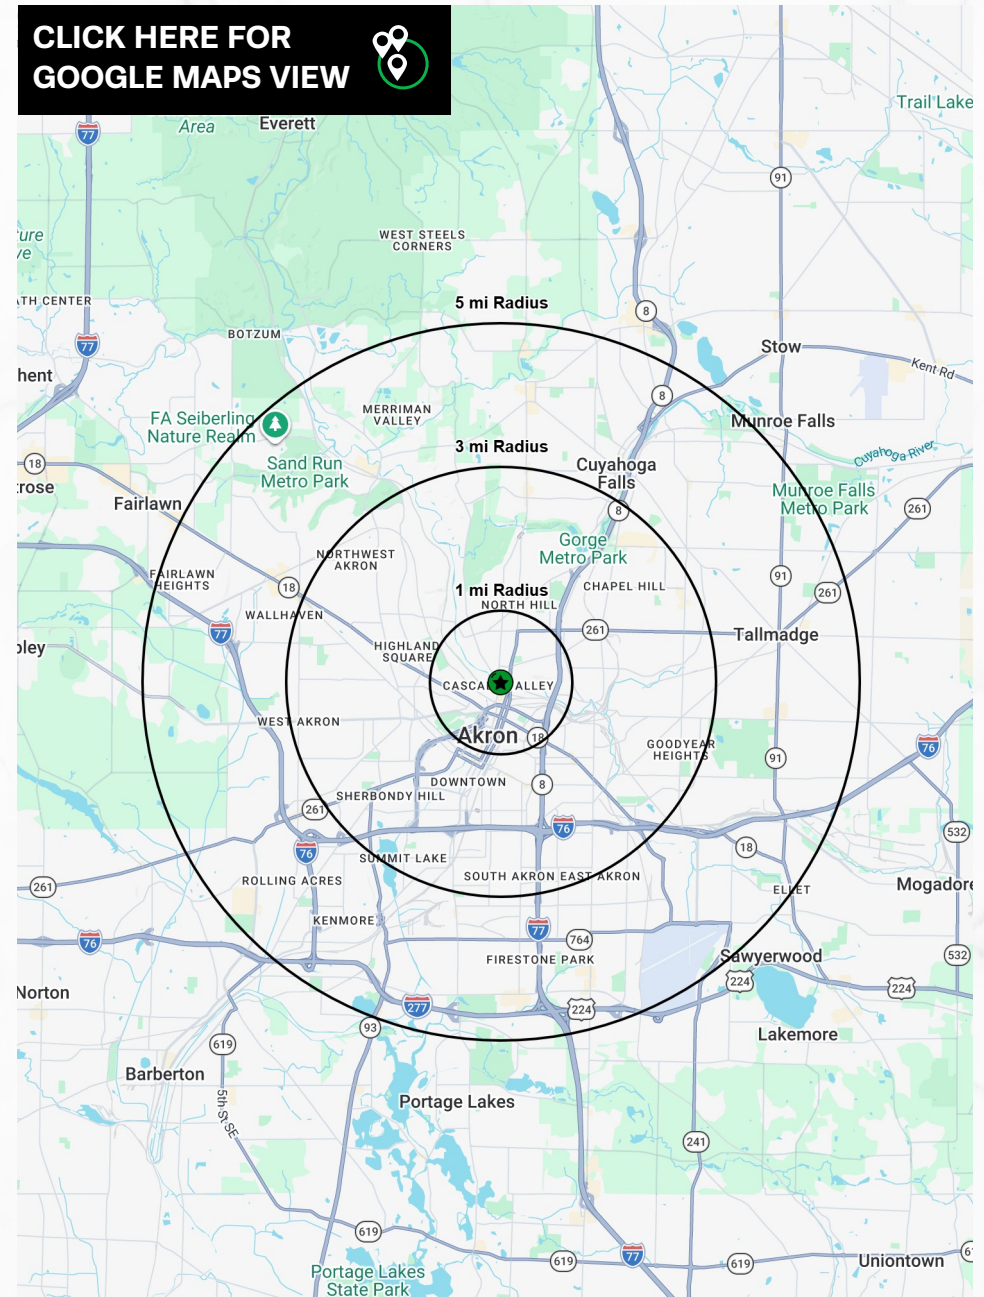 CLICK HERE FOR
GOOGLE MAPS VIEW
Trail Lake
Area
Everett
77
91
WEST STEELS
CORNERS
ture
ve
ATH CENTER
5 mi Radius
8
BOTZUM
77
Stow
hent
Kent Rd
8
MERRIMAN
VALLEY
FA Seiberling
Nature Realm
Munroe Falls
3 mi Radius
Cuyahoga River
18
Sand Run
Metro Park
Cuyahoga
Falls
trose
Fairlawn
Munroe Falls
Metro Park
261
8
Gorge
Metro Park
NORTHWEST
AKRON
FAIRLAWN
HEIGHTS
18
1 mi Radius
CHAPEL HILL
91
261
NORTH HILL
WALLHAVEN
77
261
Tallmadge
HIGHLAND
SQUARE
pley
CASCA ALLEY
WEST AKRON
Akron
18
GOODYEAR
HEIGHTS
76
91
DOWNTOWN
8
SHERBONDY HILL
261
76
532
76
18
SUMMIT LAKE
SOUTH AKRON
EAST AKRON
261
ROLLING ACRES
ELLET
Mogadore
KENMORE
76
77
764
FIRESTONE PARK
Sawyerwood
532
Norton
277
224
224
224
93
Lakemore
619
Barberton
5th St SE
Portage Lakes
241
619
77
619
619
Uniontown
61
Portage Lakes
State Park